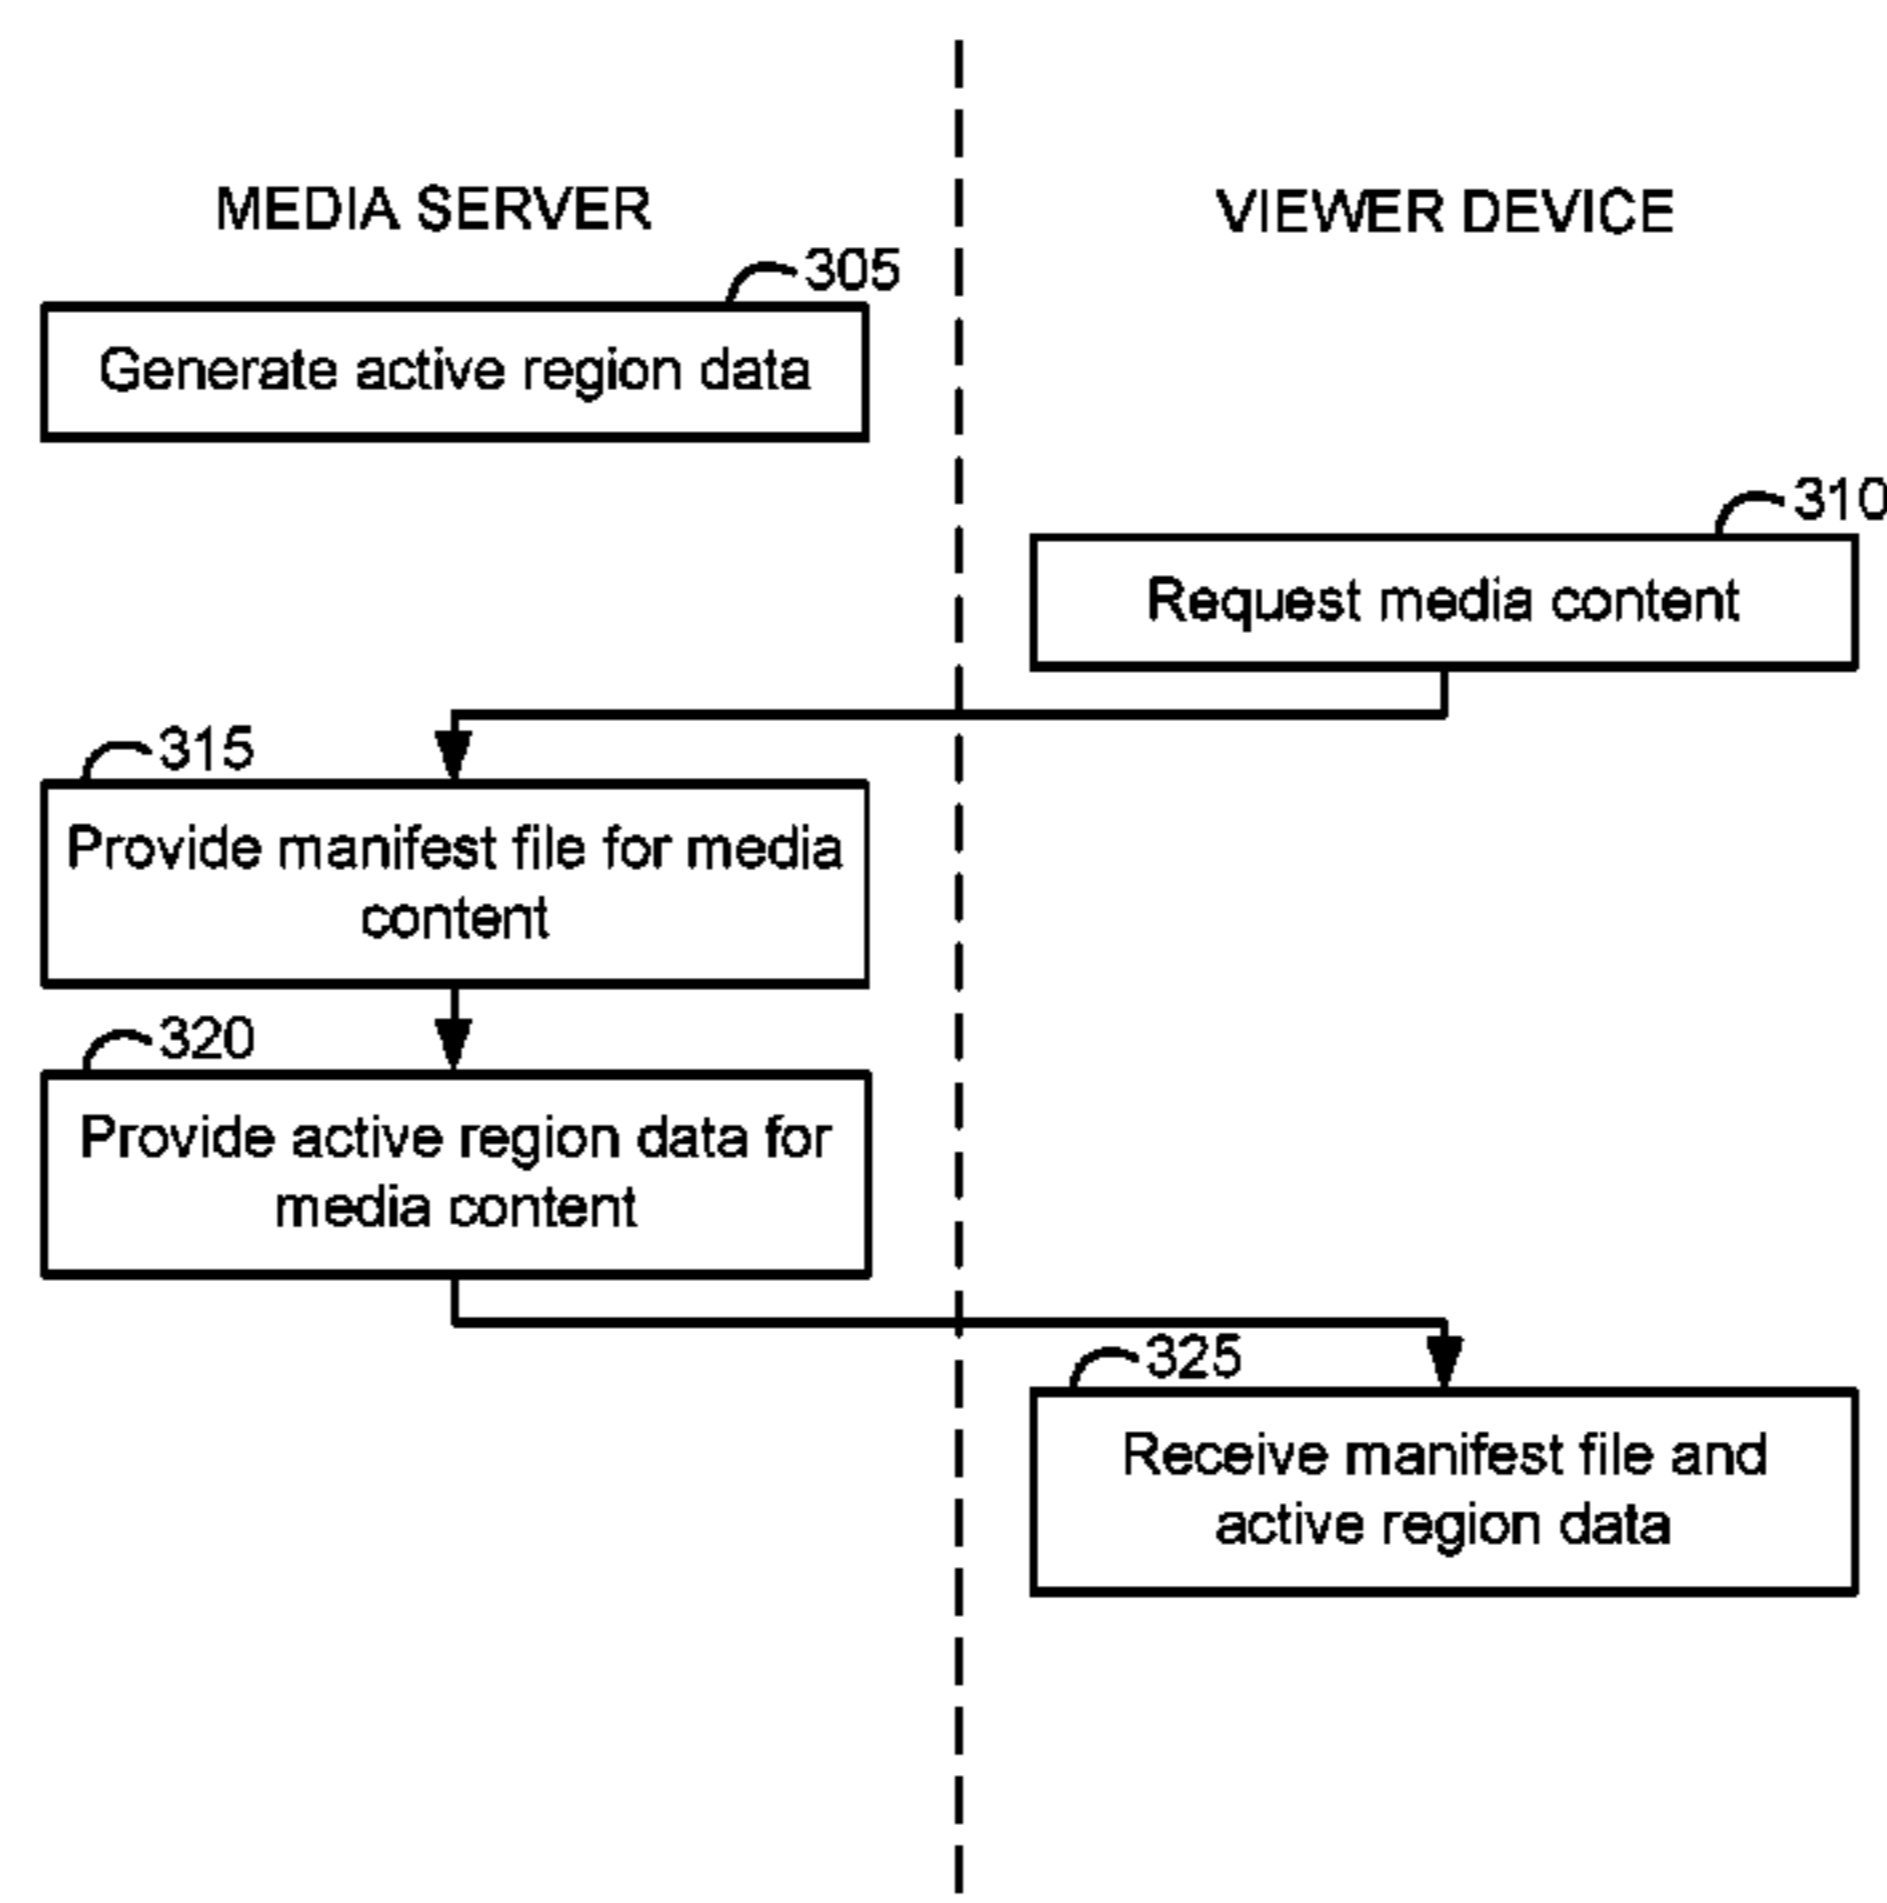 MEDIA SERVER
VIEWER DEVICE
305
Generate active region data
310
Request media content
315
Provide manifest file for media
content
320
Provide active region data for
media content
325
Receive manifest file and
active region data